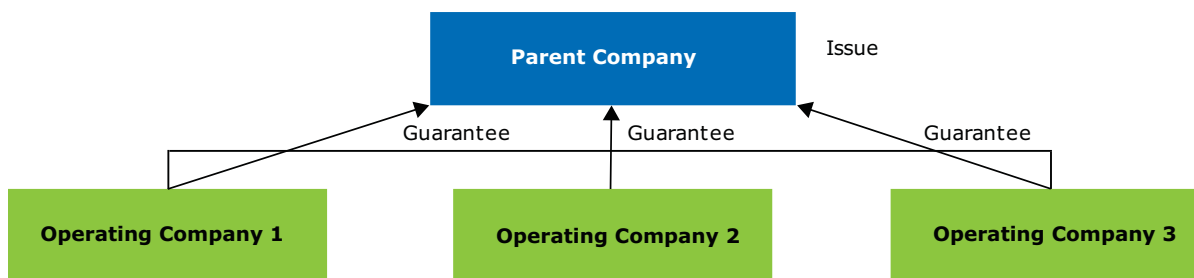 Parent Company
Issue
Guarantee
Guarantee
Guarantee
Operating Company 1
Operating Company 2
Operating Company 3